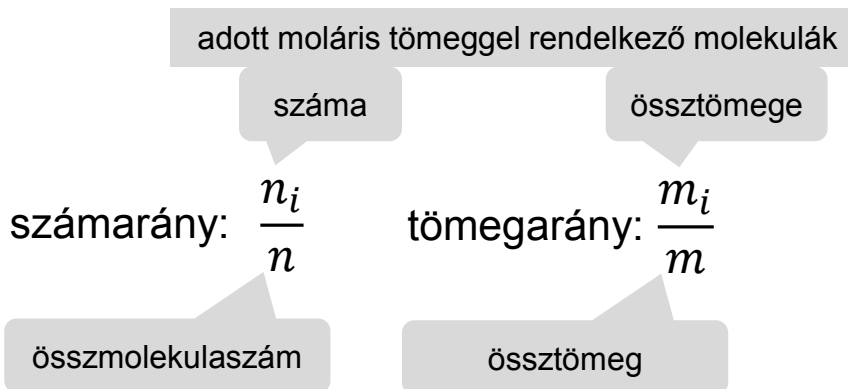 adott moláris tömeggel rendelkező molekulák
száma
össztömege
számarány: n_i/n
tömegarány: m_i/m
összmolekulaszám
össztömeg